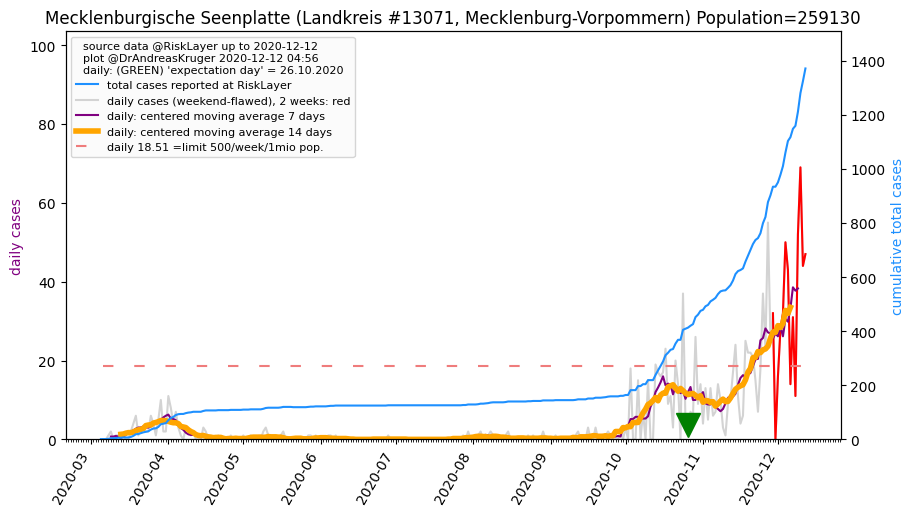 Mecklenburgische Seenplatte (Landkreis #13071, Mecklenburg-Vorpommern) Population=259130
source data @RiskLayer up to 2020-12-12
plot @DrAndreasKruger 2020-12-12 04:56
daily: (GREEN) 'expectation day' = 26.10.2020
total cases reported at RiskLayer
daily cases (weekend-flawed), 2 weeks: red
daily: centered moving average 7 days
daily: centered moving average 14 days
daily 18.51 =limit 500/week/1mio pop.
daily cases
100
80
60
40
20
0
cumulative total cases
1400
1200
1000
800
600
400
200
0
2020-03
2020-04
2020-05
2020-06
2020-07
2020-08
2020-09
2020-10
2020-11
2020-12